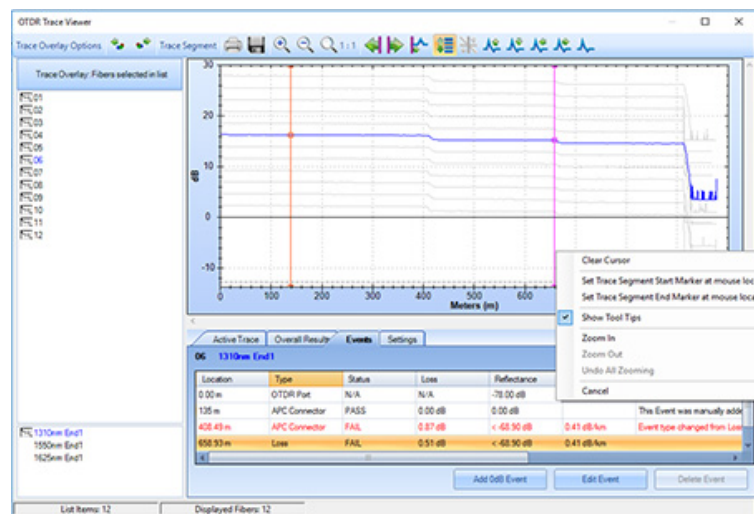 OTDR Trace Viewer
Trace Overlay Options Trace Segment 1:1
Trace Overlay: Fibers selected in list
01
02
03
04
05
06
07
08
09
10
11
12
30
20
10
0
-10
dB
0 100 200 300 400 500 600
Meters (m)
Clear Cursor
Set Trace Segment Start Marker at mouse loc
Set Trace Segment End Marker at mouse loca
Show Tool Tips
Zoom In
Zoom Out
Undo All Zooming
Cancel
Active Trace Overall Results Events Settings
06 1310nm End1
Location Type Status Loss Reflectance
0.00 m OTDR Port N/A N/A -78.00 dB
135 m APC Connector PASS 0.00 dB 0.00 dB This Event was manually adde
408.43 m APC Connector FAIL 0.87 dB < -68.90 dB 0.41 dB/km Event type changed from Loss
658.93 m Loss FAIL 0.51 dB < -68.90 dB 0.41 dB/km
1310nm End1
1550nm End1
1625nm End1
Add 0dB Event Edit Event Delete Event
List Items: 12 Displayed Fibers: 12